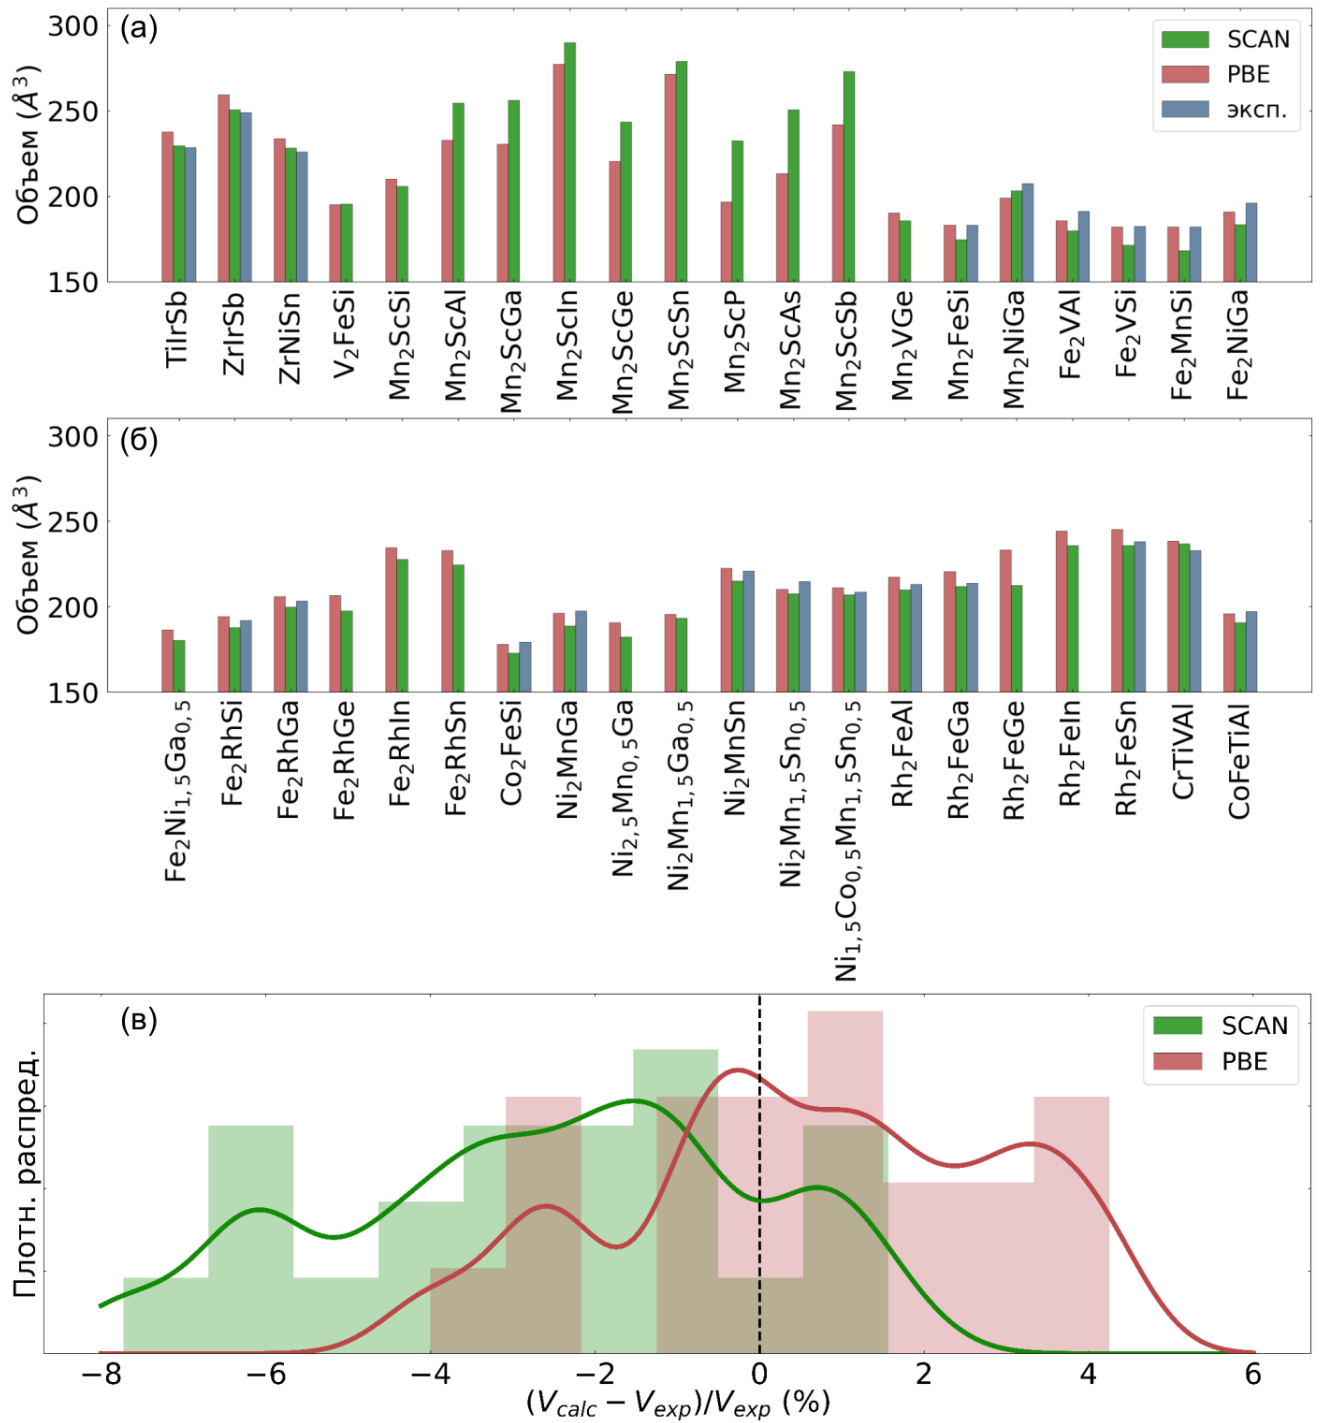 (а)
SCAN
PBE
эксп.
Объем (Å³)
300
250
200
150
TiIrSb
ZrIrSb
ZrNiSn
V₂FeSi
Mn₂ScSi
Mn₂ScAl
Mn₂ScGa
Mn₂ScIn
Mn₂ScGe
Mn₂ScSn
Mn₂ScP
Mn₂ScAs
Mn₂ScSb
Mn₂VGe
Mn₂FeSi
Mn₂NiGa
Fe₂VAl
Fe₂VSi
Fe₂MnSi
Fe₂NiGa
(б)
Объем (Å³)
300
250
200
150
Fe₂Ni₁,₅Ga₀,₅
Fe₂RhSi
Fe₂RhGa
Fe₂RhGe
Fe₂RhIn
Fe₂RhSn
Co₂FeSi
Ni₂MnGa
Ni₂,₅Mn₀,₅Ga
Ni₂Mn₁,₅Ga₀,₅
Ni₂MnSn
Ni₂Mn₁,₅Sn₀,₅
Ni₁,₅Co₀,₅Mn₁,₅Sn₀,₅
Rh₂FeAl
Rh₂FeGa
Rh₂FeGe
Rh₂FeIn
Rh₂FeSn
CrTiVAl
CoFeTiAl
(в)
SCAN
PBE
Плотн. распред.
−8 −6 −4 −2 0 2 4 6
(V_calc − V_exp)/V_exp (%)